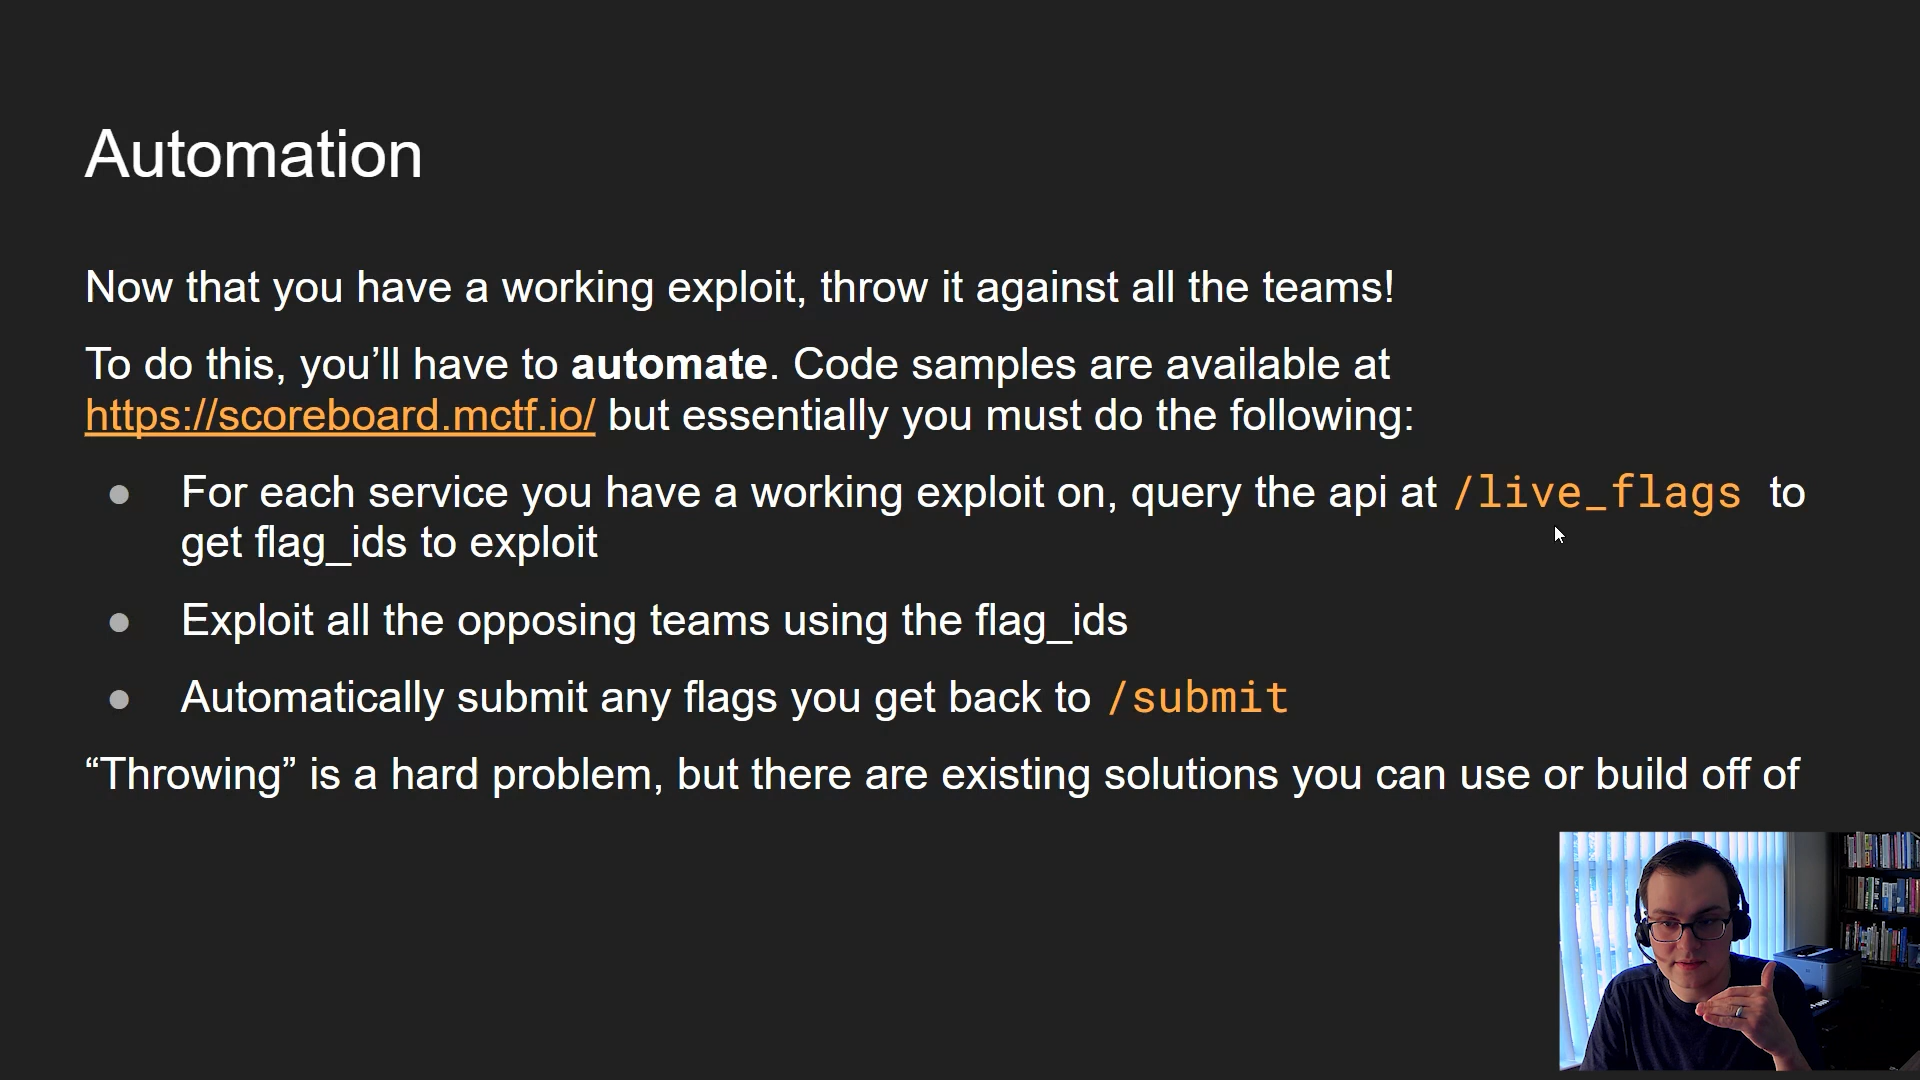 Automation
Now that you have a working exploit, throw it against all the teams!
To do this, you’ll have to automate. Code samples are available at
https://scoreboard.mctf.io/ but essentially you must do the following:
● For each service you have a working exploit on, query the api at /live_flags to
get flag_ids to exploit
● Exploit all the opposing teams using the flag_ids
● Automatically submit any flags you get back to /submit
“Throwing” is a hard problem, but there are existing solutions you can use or build off of